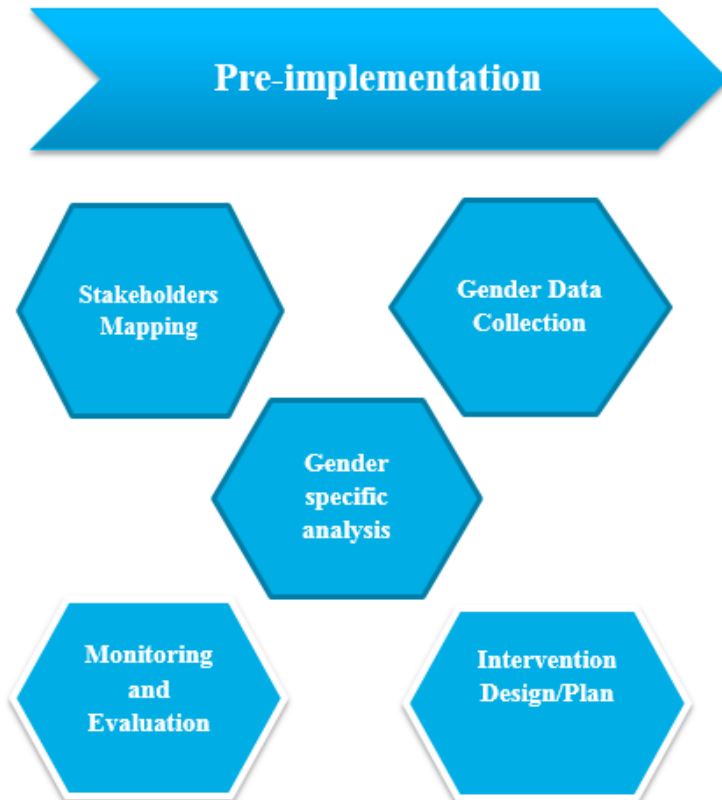 Pre-implementation
Stakeholders
Mapping
Gender Data
Collection
Gender
specific
analysis
Monitoring
and
Evaluation
Intervention
Design/Plan